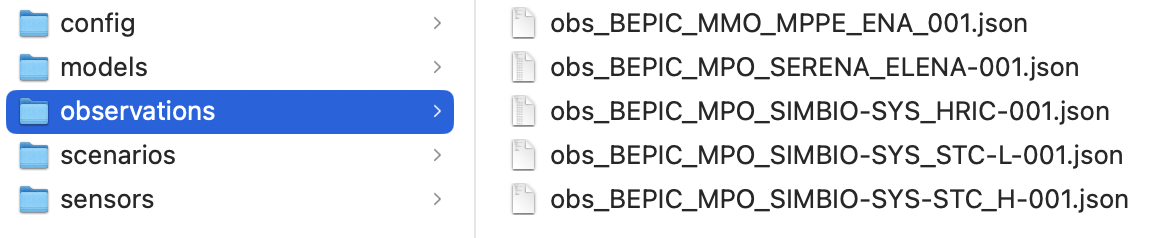 config
models
observations
scenarios
sensors
obs_BEPIC_MMO_MPPE_ENA_001.json
obs_BEPIC_MPO_SERENA_ELENA-001.json
obs_BEPIC_MPO_SIMBIO-SYS_HRIC-001.json
obs_BEPIC_MPO_SIMBIO-SYS_STC-L-001.json
obs_BEPIC_MPO_SIMBIO-SYS-STC_H-001.json